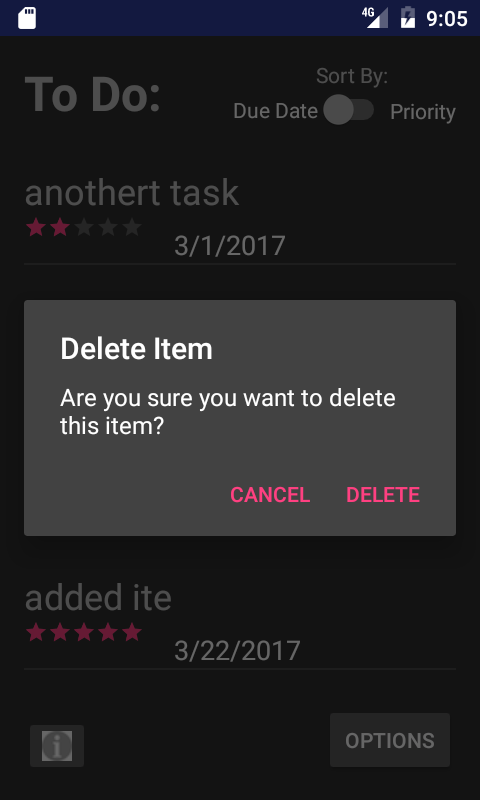 4G 9:05
To Do:
Sort By:
Due Date Priority
anothert task
3/1/2017
Delete Item
Are you sure you want to delete
this item?
CANCEL DELETE
added ite
3/22/2017
i OPTIONS